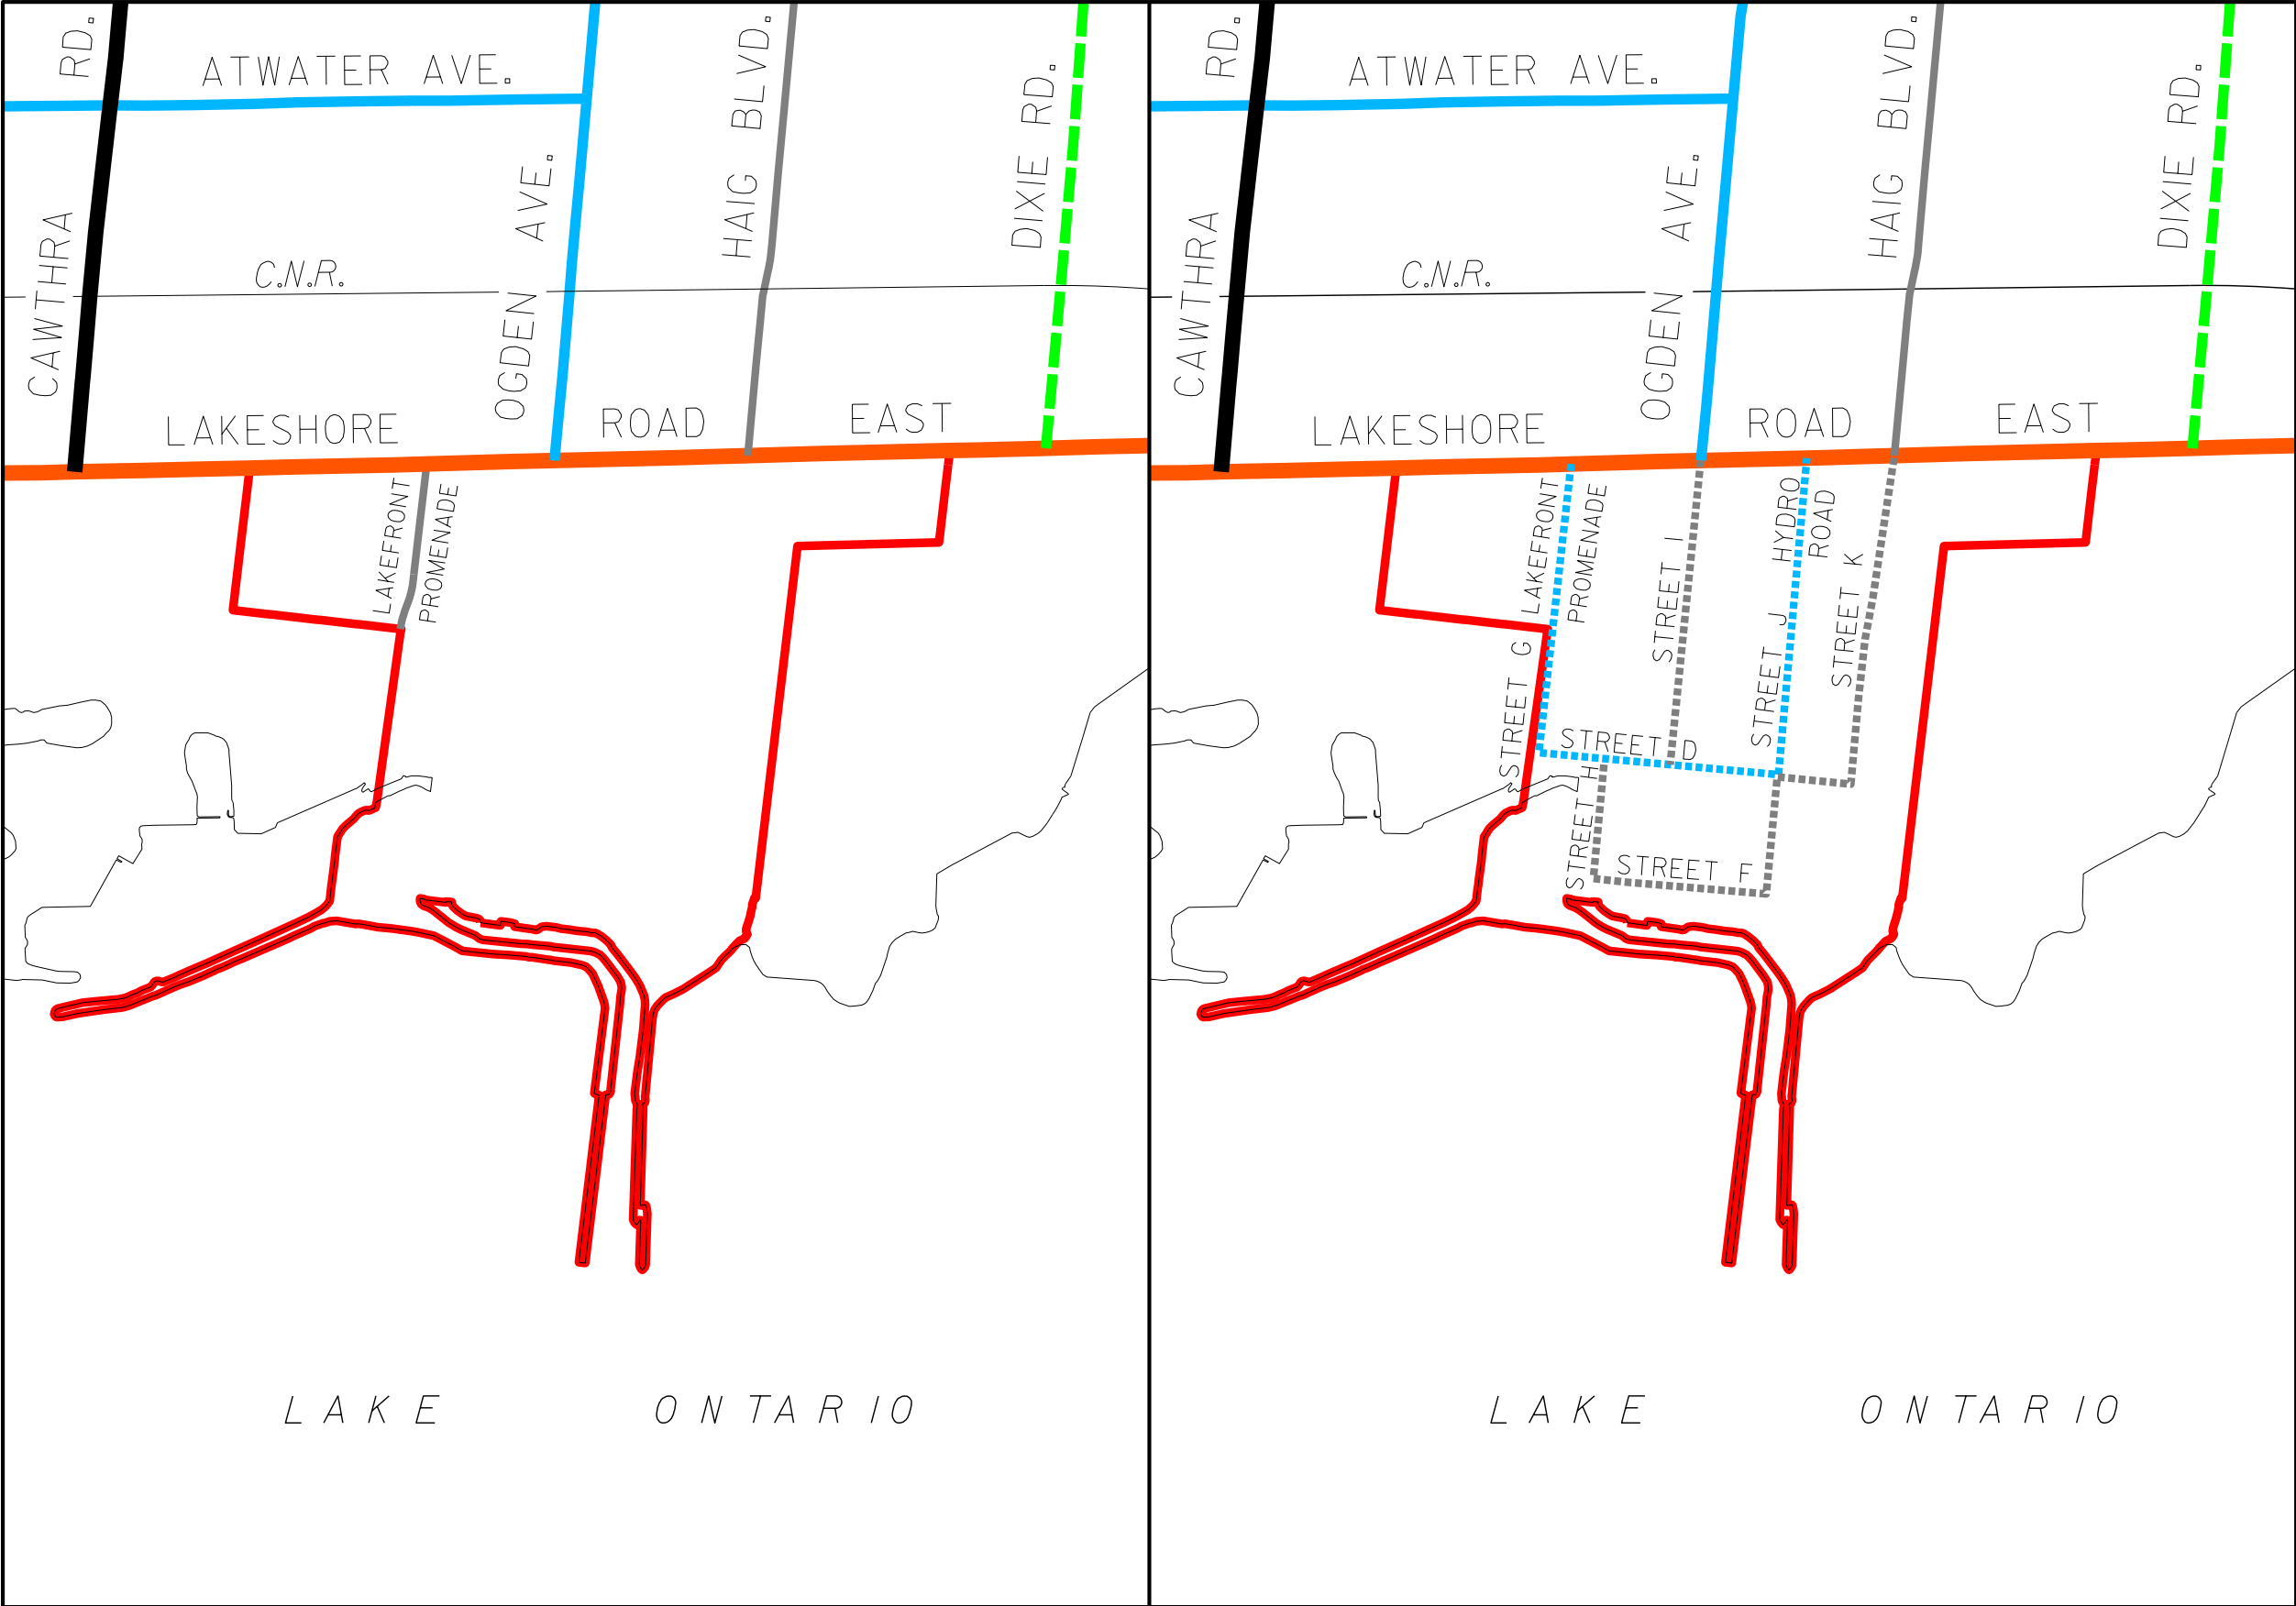 RD.
ATWATER AVE.
HAIG BLVD.
DIXIE RD.
OGDEN AVE.
CAWTHRA
C.N.R.
LAKESHORE ROAD EAST
LAKEFRONT
PROMENADE
LAKE ONTARIO
RD.
ATWATER AVE.
HAIG BLVD.
DIXIE RD.
OGDEN AVE.
CAWTHRA
C.N.R.
LAKESHORE ROAD EAST
LAKEFRONT
PROMENADE
HYDRO
ROAD
STREET I
STREET J
STREET K
STREET G
STREET D
STREET H
STREET F
LAKE ONTARIO